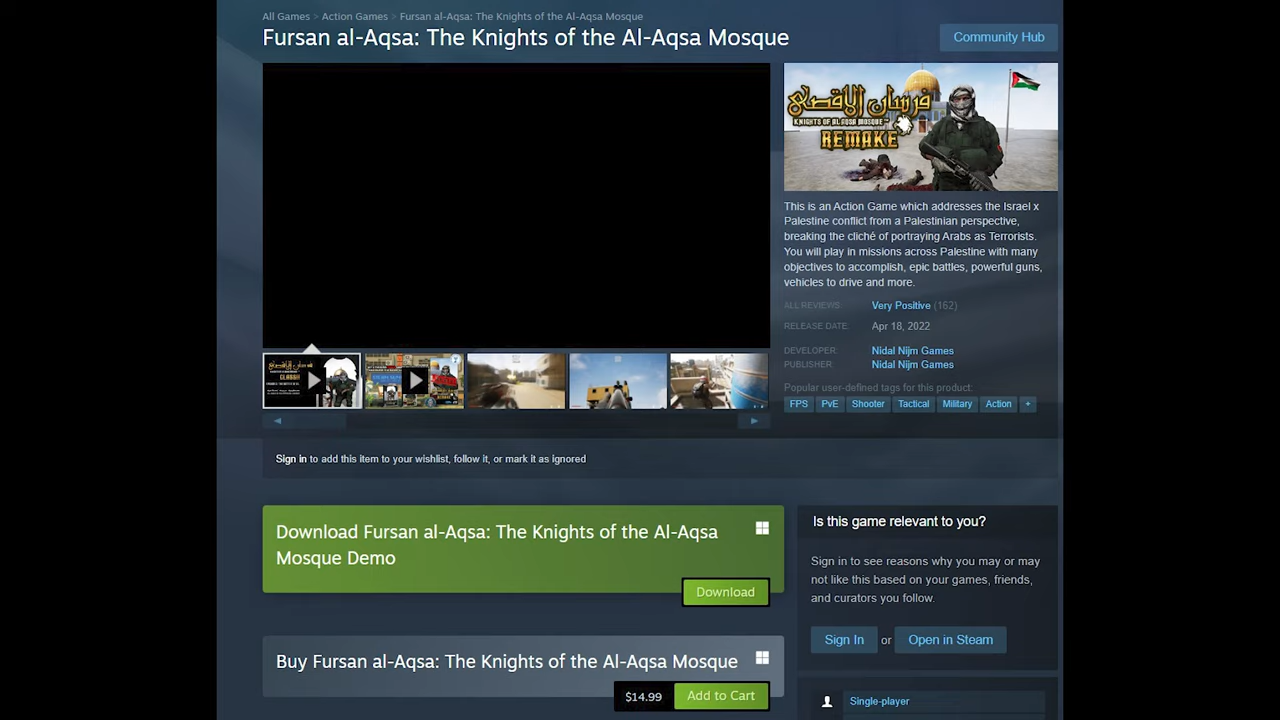 All Games > Action Games > Fursan al-Aqsa: The Knights of the Al-Aqsa Mosque
Fursan al-Aqsa: The Knights of the Al-Aqsa Mosque
Community Hub
فرسان الأقصى
KNIGHTS OF AL AQSA MOSQUE
REMAKE
This is an Action Game which addresses the Israel x
Palestine conflict from a Palestinian perspective,
breaking the cliché of portraying Arabs as Terrorists.
You will play in missions across Palestine with many
objectives to accomplish, epic battles, powerful guns,
vehicles to drive and more.
ALL REVIEWS: Very Positive (162)
RELEASE DATE: Apr 18, 2022
DEVELOPER: Nidal Nijm Games
PUBLISHER: Nidal Nijm Games
Popular user-defined tags for this product:
FPS PvE Shooter Tactical Military Action +
Sign in to add this item to your wishlist, follow it, or mark it as ignored
Download Fursan al-Aqsa: The Knights of the Al-Aqsa
Mosque Demo
Download
Buy Fursan al-Aqsa: The Knights of the Al-Aqsa Mosque
$14.99 Add to Cart
Is this game relevant to you?
Sign in to see reasons why you may or may
not like this based on your games, friends,
and curators you follow.
Sign In or Open in Steam
Single-player